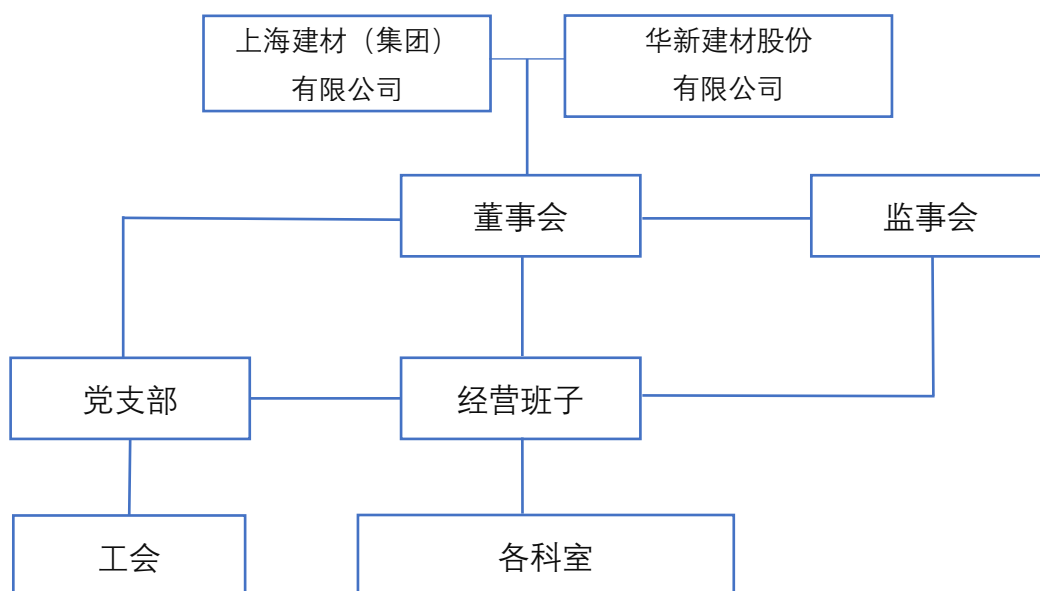 上海建材（集团）
有限公司
华新建材股份
有限公司
董事会
监事会
党支部
经营班子
工会
各科室